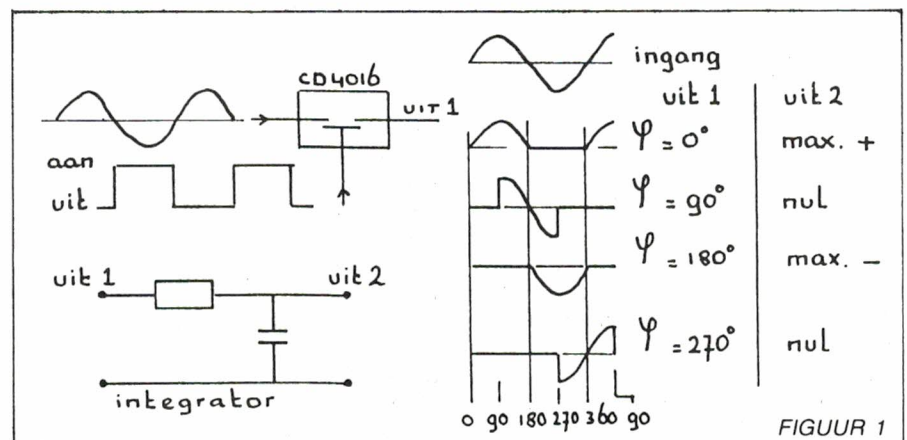 CD4016
UIT 1
aan
uit
uit 1
uit 2
integrator
ingang
uit 1
uit 2
φ = 0°
max. +
φ = 90°
nul
φ = 180°
max. -
φ = 270°
nul
0 90 180 270 360 90
FIGUUR 1